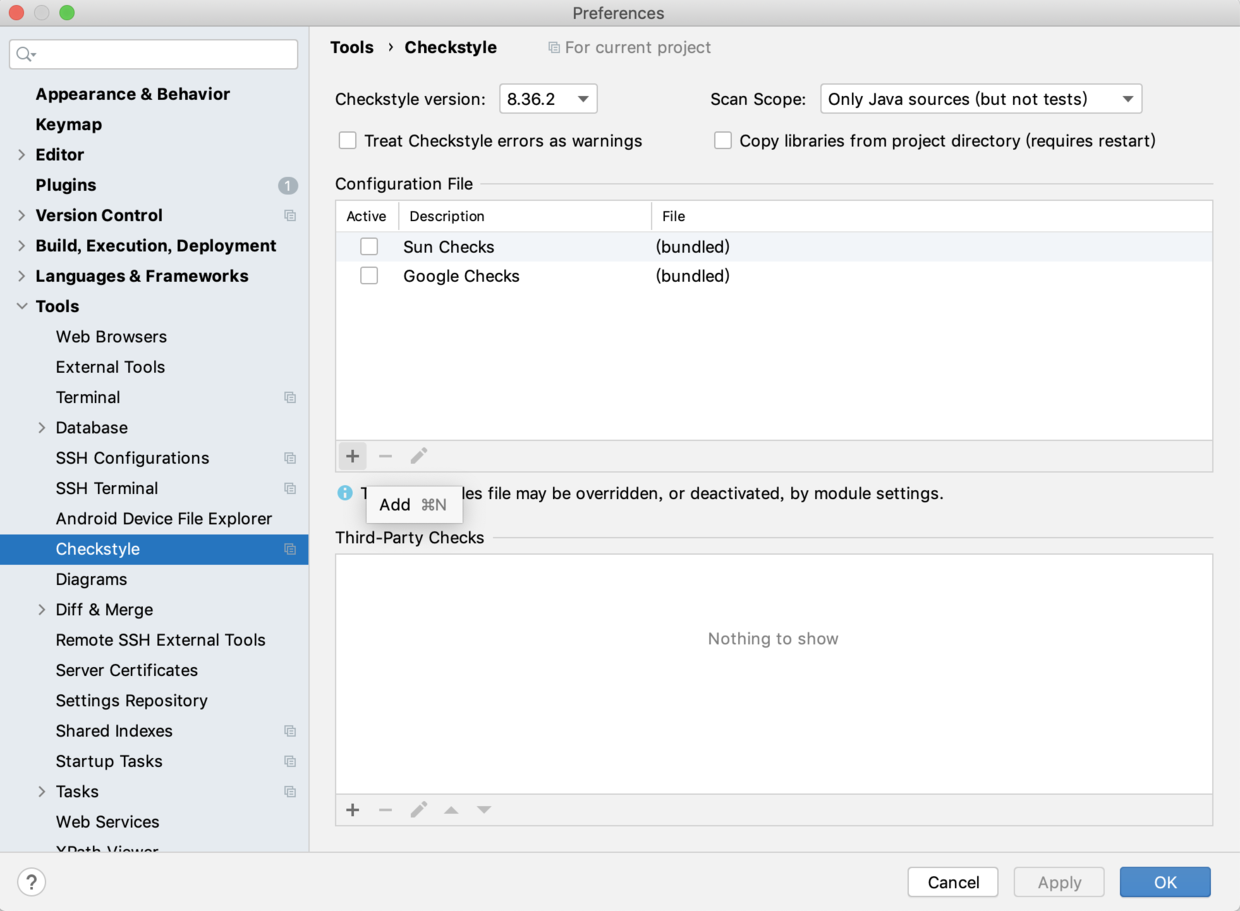 Preferences
Tools › Checkstyle For current project
Appearance & Behavior
Keymap
Editor
Plugins 1
Version Control
Build, Execution, Deployment
Languages & Frameworks
Tools
Web Browsers
External Tools
Terminal
Database
SSH Configurations
SSH Terminal
Android Device File Explorer
Checkstyle
Diagrams
Diff & Merge
Remote SSH External Tools
Server Certificates
Settings Repository
Shared Indexes
Startup Tasks
Tasks
Web Services
XPath Viewer
Checkstyle version: 8.36.2 Scan Scope: Only Java sources (but not tests)
Treat Checkstyle errors as warnings Copy libraries from project directory (requires restart)
Configuration File
Active Description File
Sun Checks (bundled)
Google Checks (bundled)
file may be overridden, or deactivated, by module settings.
Add ⌘N
Third-Party Checks
Nothing to show
? Cancel Apply OK